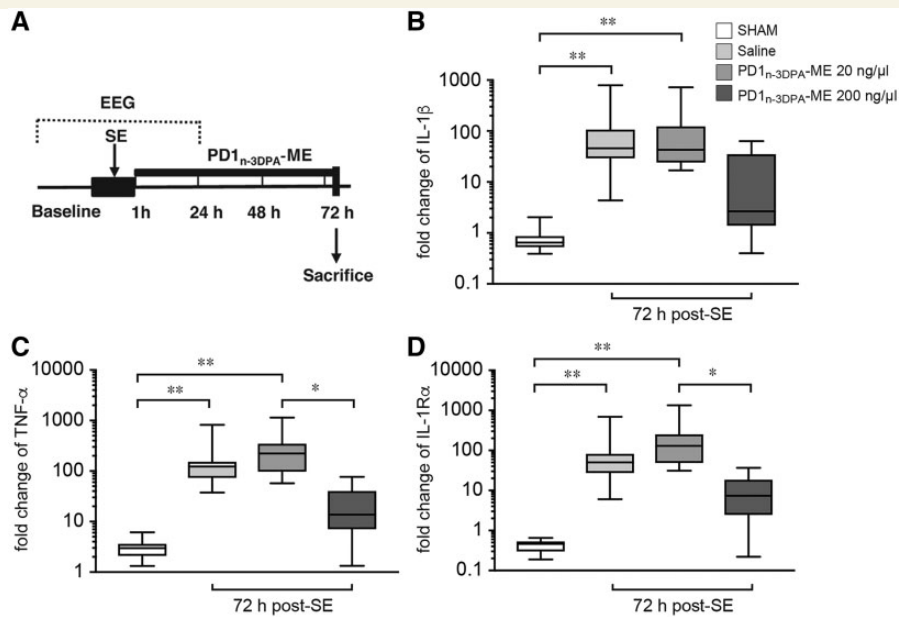 A
EEG
SE
PD1n-3DPA-ME
Baseline 1h 24 h 48 h 72 h
Sacrifice
B
SHAM
Saline
PD1n-3DPA-ME 20 ng/µl
PD1n-3DPA-ME 200 ng/µl
**
**
fold change of IL-1β
1000
100
10
1
0.1
72 h post-SE
C
fold change of TNF-α
10000
1000
100
10
1
**
**
*
72 h post-SE
D
fold change of IL-1Rα
10000
1000
100
10
1
0.1
**
**
*
72 h post-SE